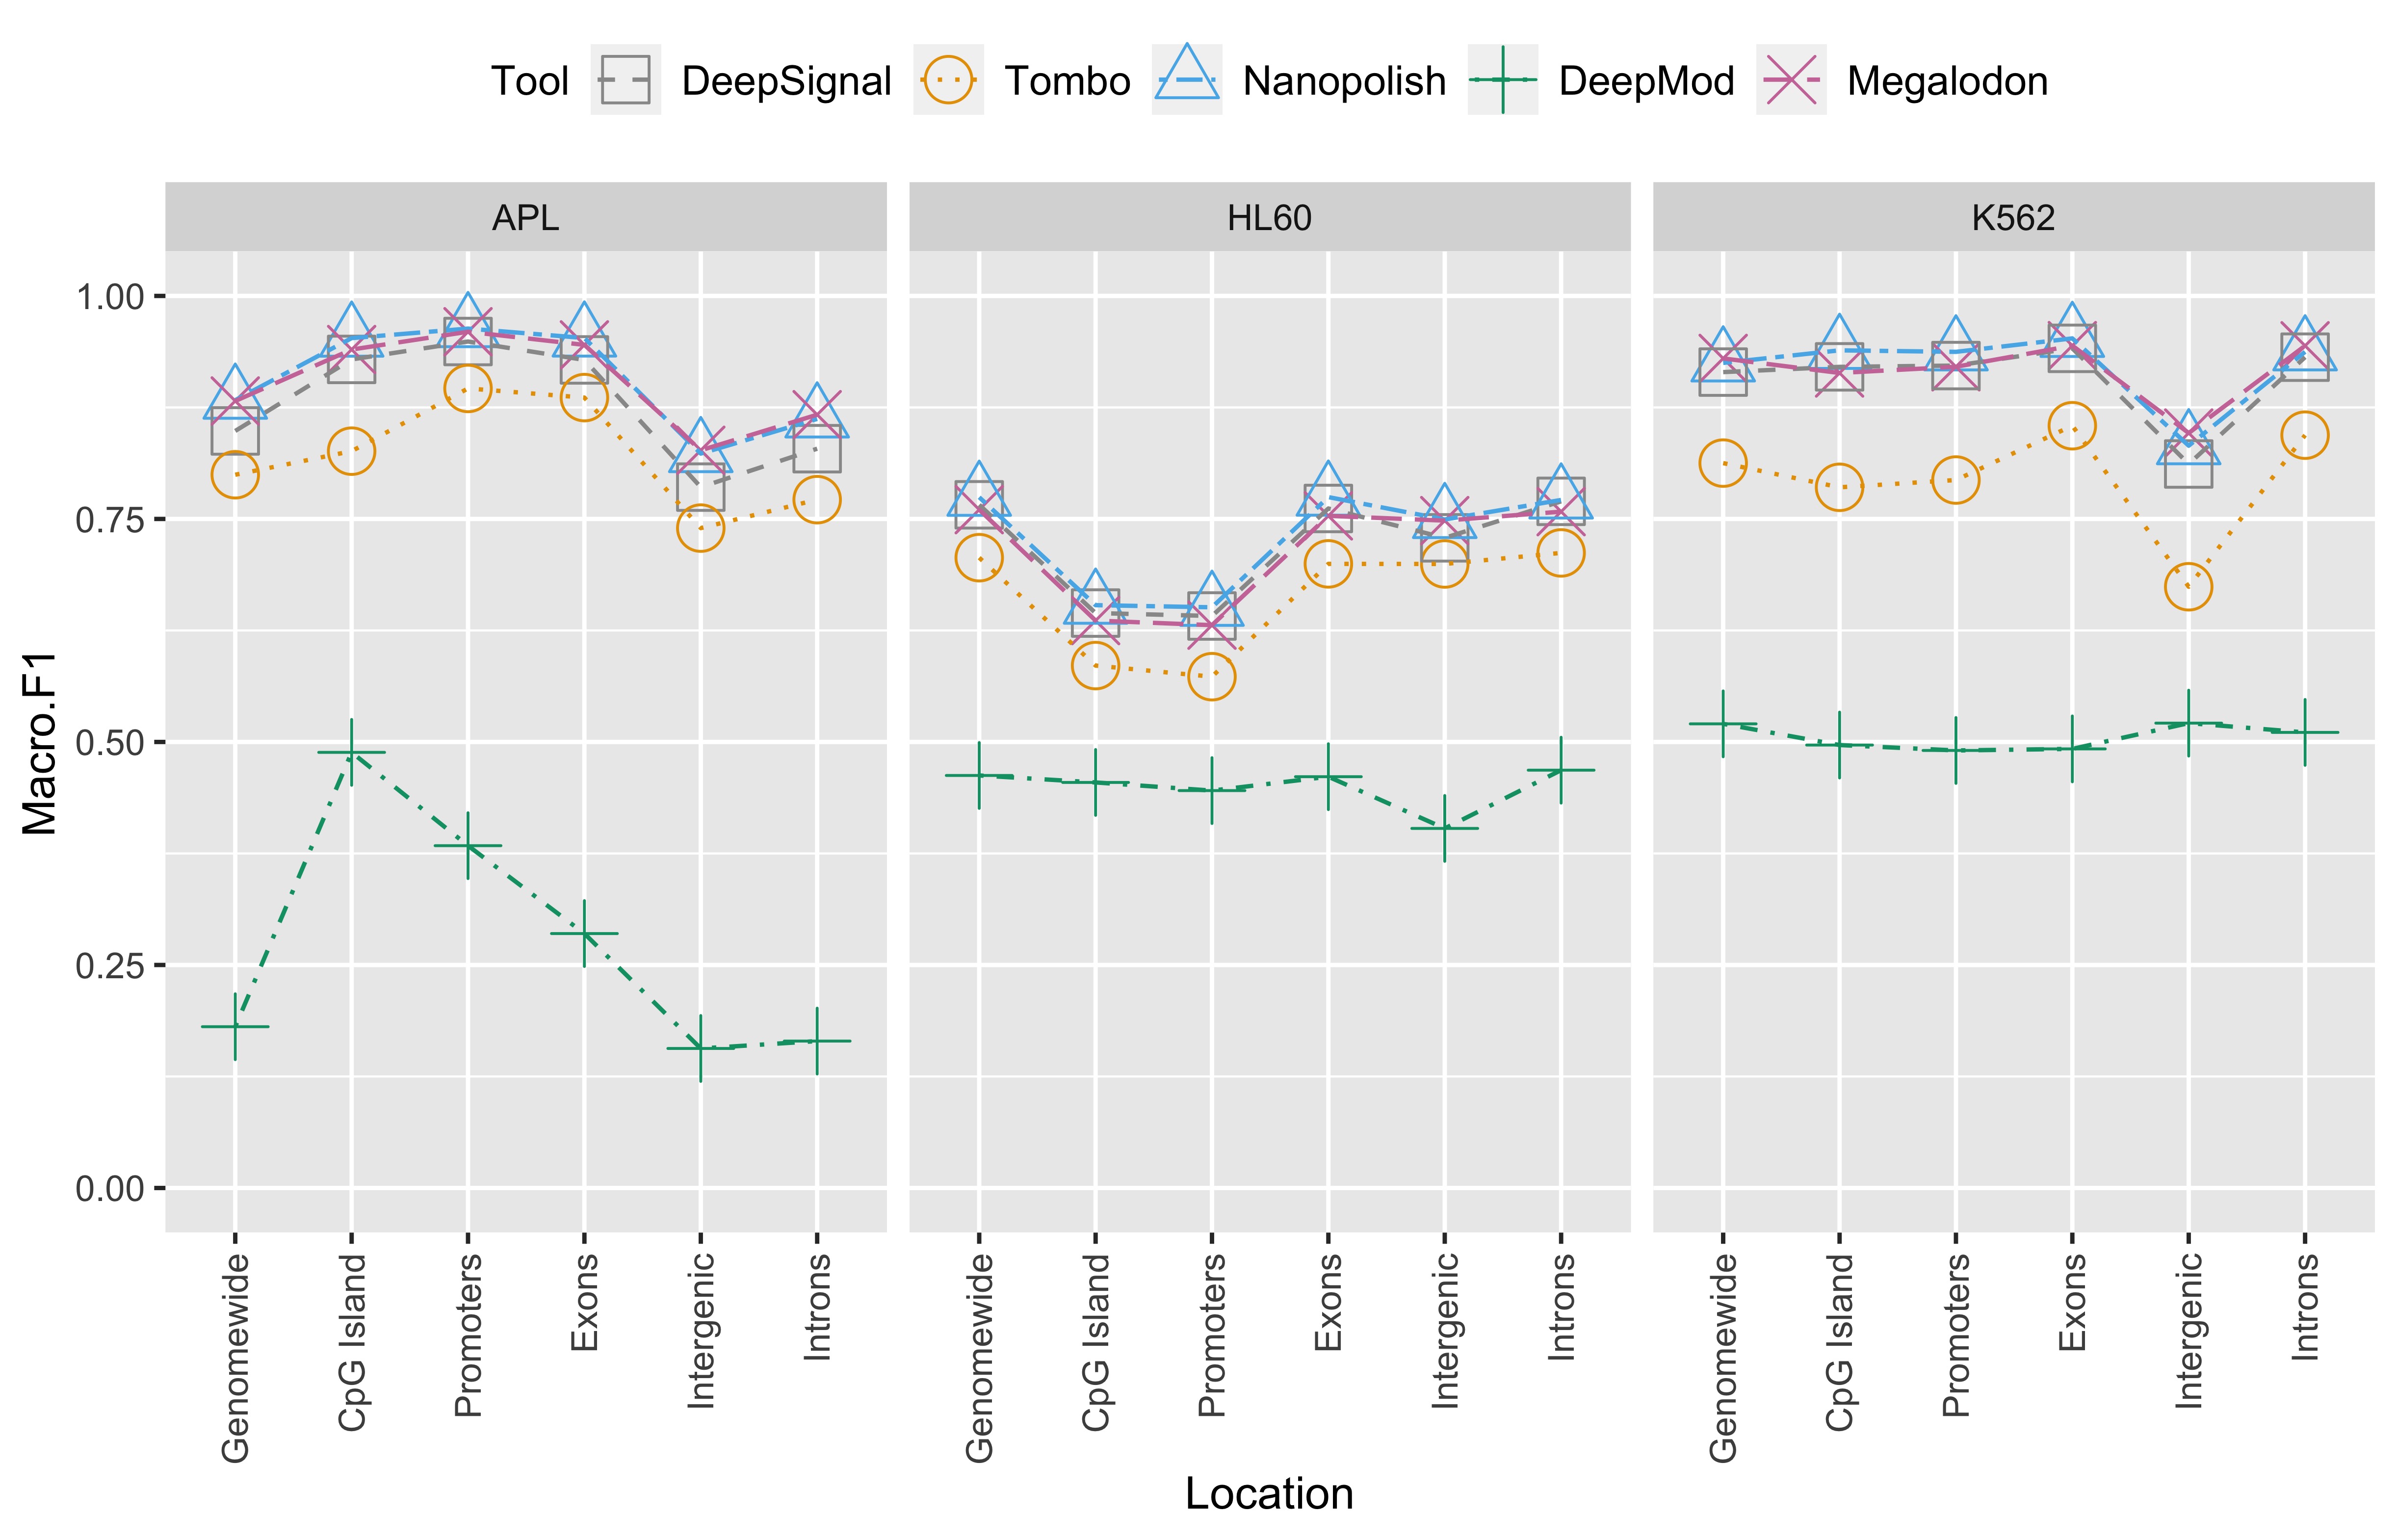 Tool DeepSignal Tombo Nanopolish DeepMod Megalodon
APL HL60 K562
1.00
0.75
0.50
0.25
0.00
Macro.F1
Genomewide CpG Island Promoters Exons Intergenic Introns Genomewide CpG Island Promoters Exons Intergenic Introns Genomewide CpG Island Promoters Exons Intergenic Introns
Location